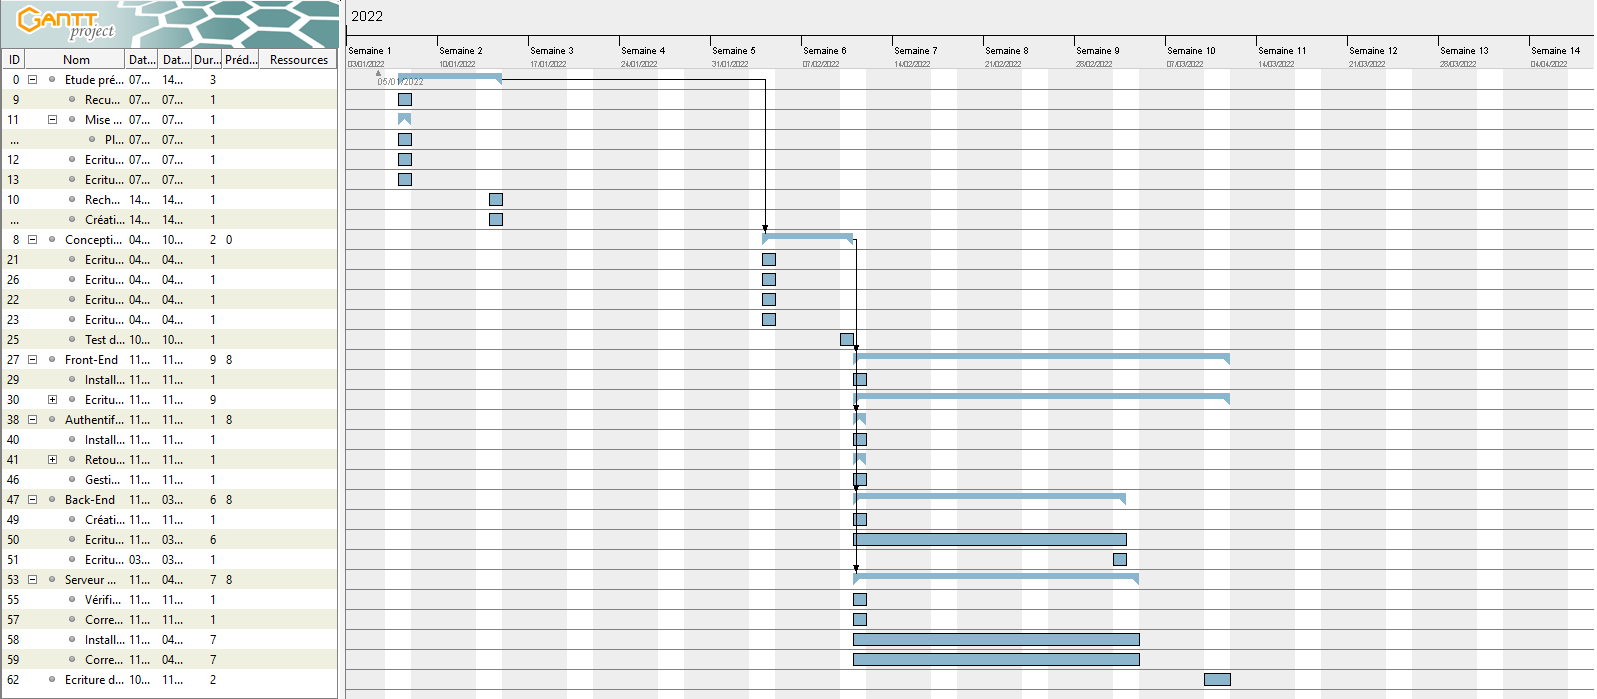 GANTT
project
2022
Semaine 1 Semaine 2 Semaine 3 Semaine 4 Semaine 5 Semaine 6 Semaine 7 Semaine 8 Semaine 9 Semaine 10 Semaine 11 Semaine 12 Semaine 13 Semaine 14
ID Nom Dat... Dat... Dur... Préd... Ressources
03/01/2022 10/01/2022 17/01/2022 24/01/2022 31/01/2022 07/02/2022 14/02/2022 21/02/2022 28/02/2022 07/03/2022 14/03/2022 21/03/2022 28/03/2022 04/04/2022
0 Etude pré... 07... 14... 3
05/01/2022
9 Recu... 07... 07... 1
11 Mise ... 07... 07... 1
... Pl... 07... 07... 1
12 Ecritu... 07... 07... 1
13 Ecritu... 07... 07... 1
10 Rech... 14... 14... 1
... Créati... 14... 14... 1
8 Concepti... 04... 10... 2 0
21 Ecritu... 04... 04... 1
26 Ecritu... 04... 04... 1
22 Ecritu... 04... 04... 1
23 Ecritu... 04... 04... 1
25 Test d... 10... 10... 1
27 Front-End 11... 11... 9 8
29 Install... 11... 11... 1
30 Ecritu... 11... 11... 9
38 Authentif... 11... 11... 1 8
40 Install... 11... 11... 1
41 Retou... 11... 11... 1
46 Gesti... 11... 11... 1
47 Back-End 11... 03... 6 8
49 Créati... 11... 11... 1
50 Ecritu... 11... 03... 6
51 Ecritu... 03... 03... 1
53 Serveur ... 11... 04... 7 8
55 Vérifi... 11... 11... 1
57 Corre... 11... 11... 1
58 Install... 11... 04... 7
59 Corre... 11... 04... 7
62 Ecriture d... 10... 11... 2